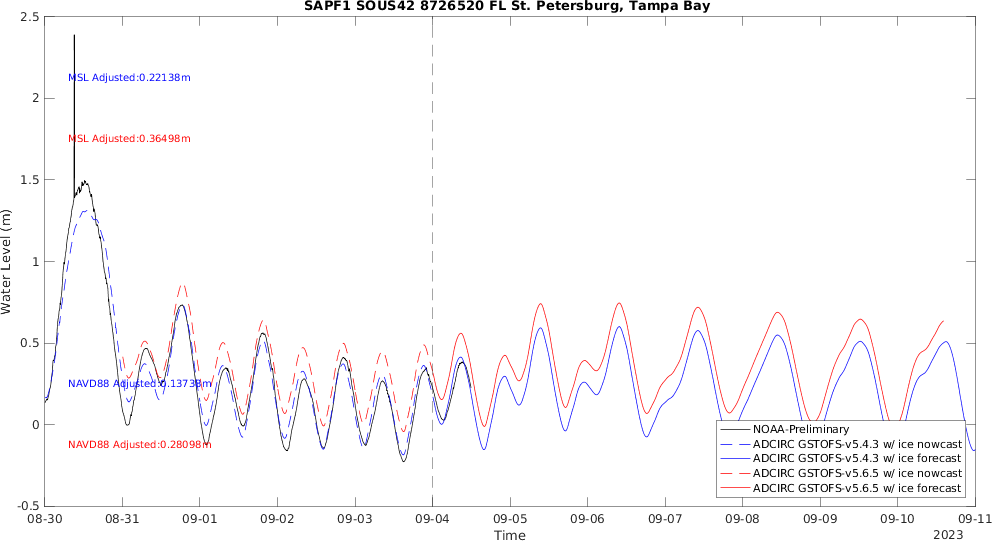 SAPF1 SOUS42 8726520 FL St. Petersburg, Tampa Bay
2.5
2
1.5
1
0.5
0
-0.5
Water Level (m)
MSL Adjusted:0.22138m
MSL Adjusted:0.36498m
NAVD88 Adjusted:0.13738m
NAVD88 Adjusted:0.28098m
NOAA-Preliminary
ADCIRC GSTOFS-v5.4.3 w/ ice nowcast
ADCIRC GSTOFS-v5.4.3 w/ ice forecast
ADCIRC GSTOFS-v5.6.5 w/ ice nowcast
ADCIRC GSTOFS-v5.6.5 w/ ice forecast
08-30 08-31 09-01 09-02 09-03 09-04 09-05 09-06 09-07 09-08 09-09 09-10 09-11
Time
2023